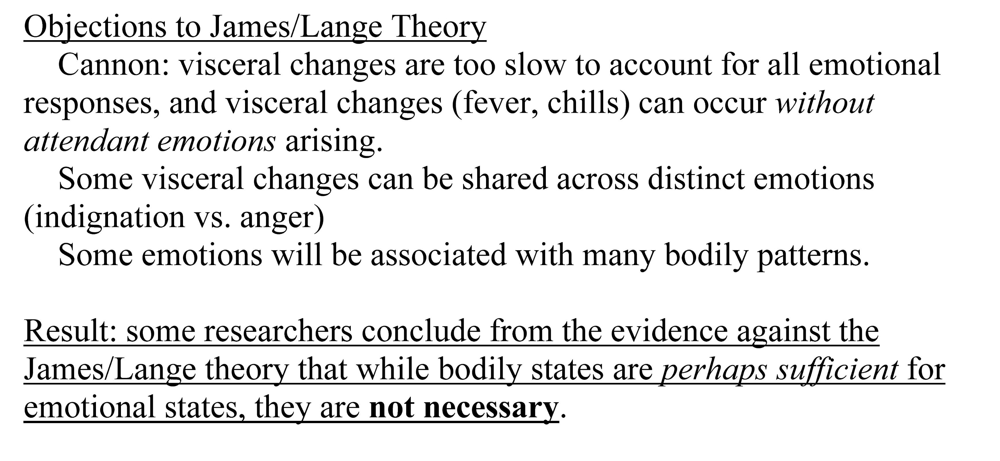 Objections to James/Lange Theory
Cannon: visceral changes are too slow to account for all emotional
responses, and visceral changes (fever, chills) can occur without
attendant emotions arising.
Some visceral changes can be shared across distinct emotions
(indignation vs. anger)
Some emotions will be associated with many bodily patterns.
Result: some researchers conclude from the evidence against the
James/Lange theory that while bodily states are perhaps sufficient for
emotional states, they are not necessary.